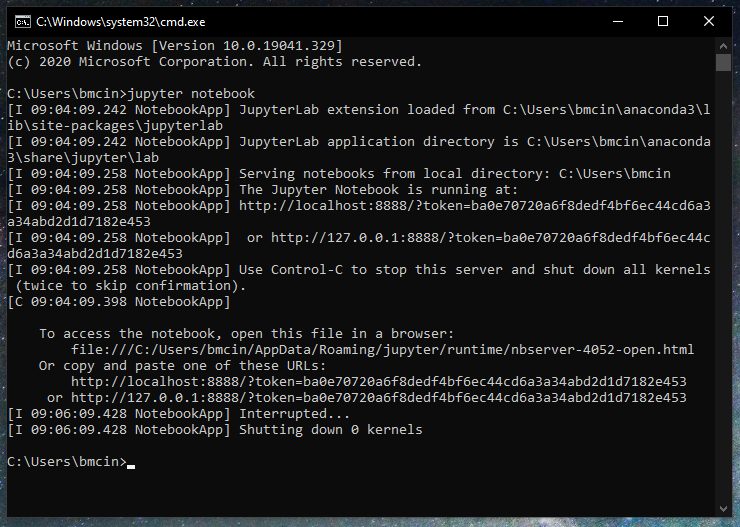 C:\Windows\system32\cmd.exe
Microsoft Windows [Version 10.0.19041.329]
(c) 2020 Microsoft Corporation. All rights reserved.
C:\Users\bmcin>jupyter notebook
[I 09:04:09.242 NotebookApp] JupyterLab extension loaded from C:\Users\bmcin\anaconda3\l
ib\site-packages\jupyterlab
[I 09:04:09.242 NotebookApp] JupyterLab application directory is C:\Users\bmcin\anaconda
3\share\jupyter\lab
[I 09:04:09.258 NotebookApp] Serving notebooks from local directory: C:\Users\bmcin
[I 09:04:09.258 NotebookApp] The Jupyter Notebook is running at:
[I 09:04:09.258 NotebookApp] http://localhost:8888/?token=ba0e70720a6f8dedf4bf6ec44cd6a3
a34abd2d1d7182e453
[I 09:04:09.258 NotebookApp]  or http://127.0.0.1:8888/?token=ba0e70720a6f8dedf4bf6ec44c
d6a3a34abd2d1d7182e453
[I 09:04:09.258 NotebookApp] Use Control-C to stop this server and shut down all kernels
 (twice to skip confirmation).
[C 09:04:09.398 NotebookApp]
    To access the notebook, open this file in a browser:
        file:///C:/Users/bmcin/AppData/Roaming/jupyter/runtime/nbserver-4052-open.html
    Or copy and paste one of these URLs:
        http://localhost:8888/?token=ba0e70720a6f8dedf4bf6ec44cd6a3a34abd2d1d7182e453
     or http://127.0.0.1:8888/?token=ba0e70720a6f8dedf4bf6ec44cd6a3a34abd2d1d7182e453
[I 09:06:09.428 NotebookApp] Interrupted...
[I 09:06:09.428 NotebookApp] Shutting down 0 kernels
C:\Users\bmcin>